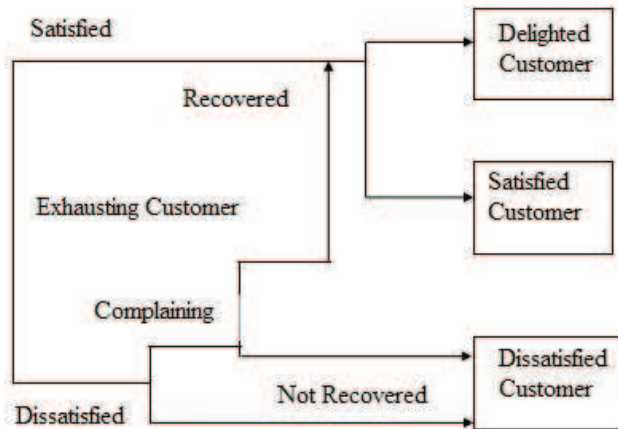 Satisfied
Delighted
Customer
Recovered
Satisfied
Customer
Exhausting Customer
Complaining
Dissatisfied
Customer
Not Recovered
Dissatisfied